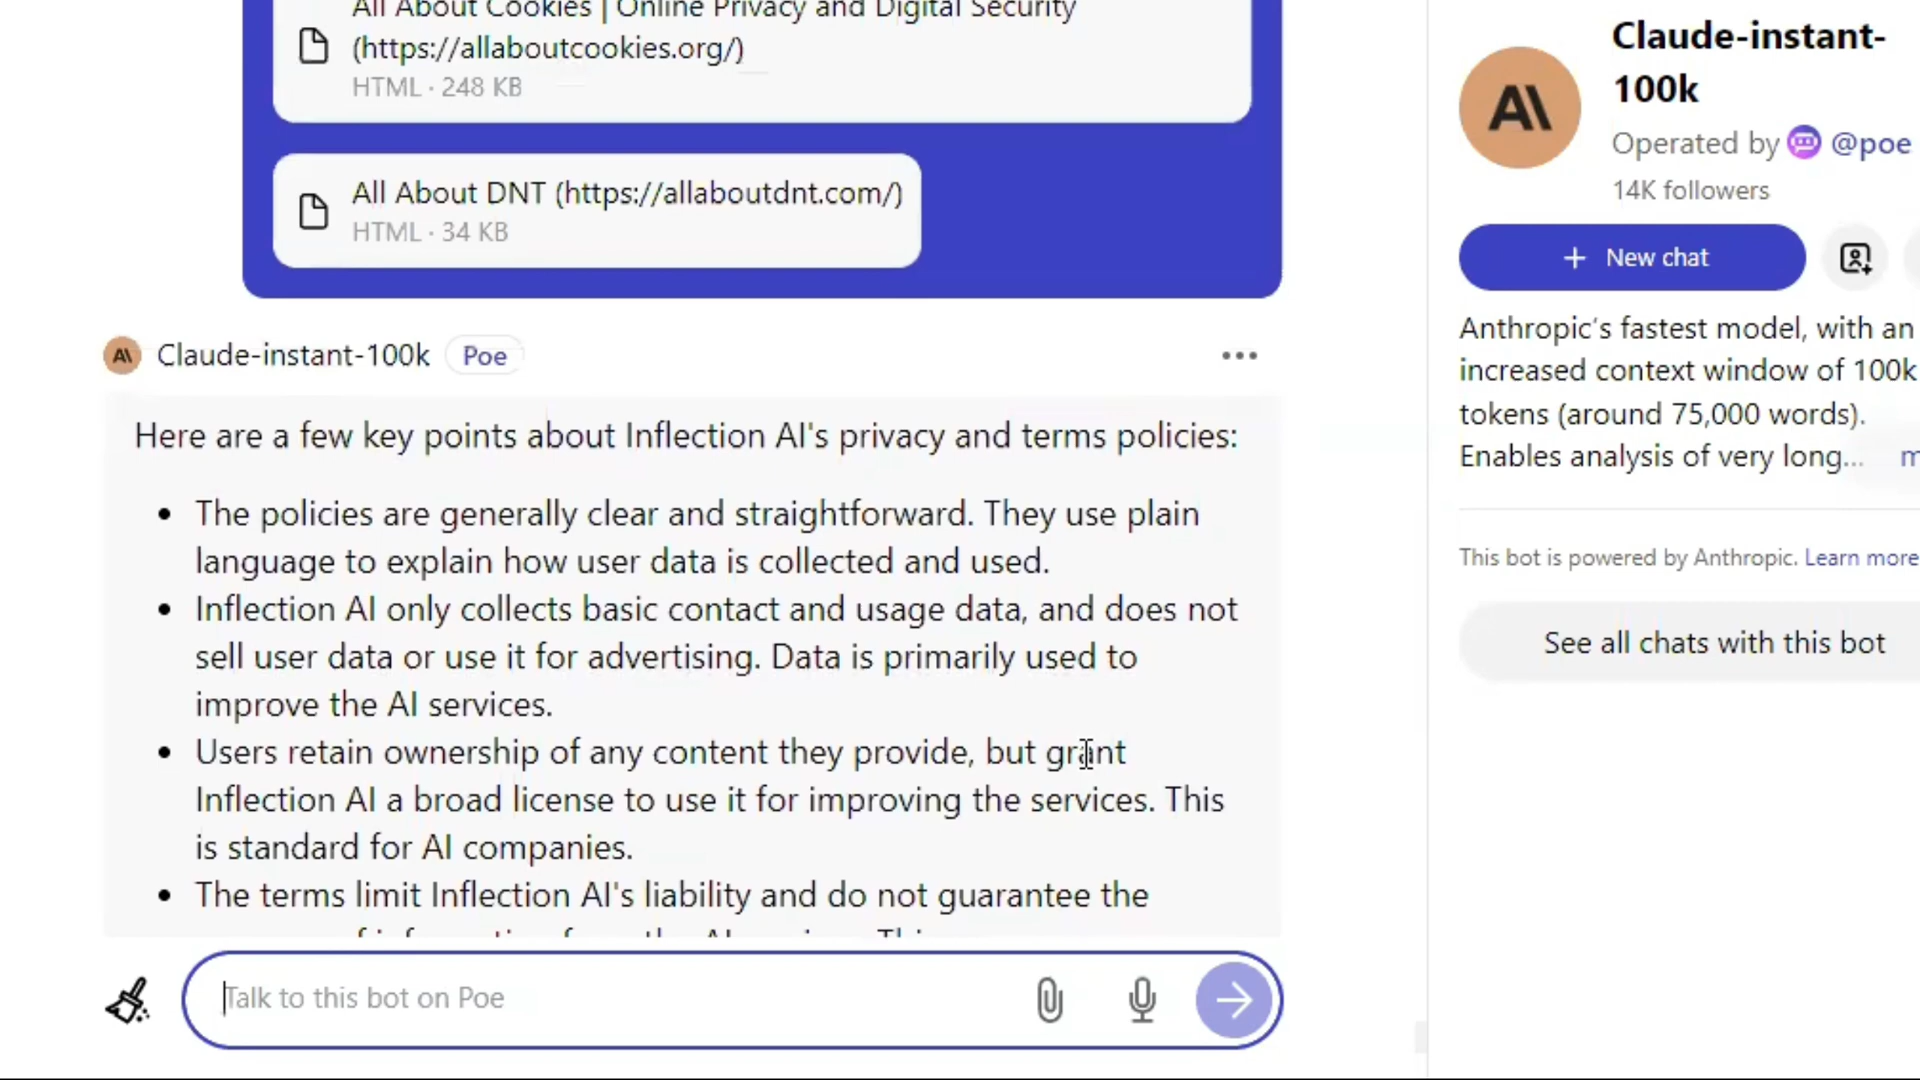 All About Cookies | Online Privacy and Digital Security
(https://allaboutcookies.org/)
HTML · 248 KB
All About DNT (https://allaboutdnt.com/)
HTML · 34 KB
Claude-instant-100k Poe
Here are a few key points about Inflection AI's privacy and terms policies:
• The policies are generally clear and straightforward. They use plain
language to explain how user data is collected and used.
• Inflection AI only collects basic contact and usage data, and does not
sell user data or use it for advertising. Data is primarily used to
improve the AI services.
• Users retain ownership of any content they provide, but grant
Inflection AI a broad license to use it for improving the services. This
is standard for AI companies.
• The terms limit Inflection AI's liability and do not guarantee the
Talk to this bot on Poe
Claude-instant-
100k
Operated by @poe
14K followers
+ New chat
Anthropic's fastest model, with an
increased context window of 100k
tokens (around 75,000 words).
Enables analysis of very long...
This bot is powered by Anthropic. Learn more
See all chats with this bot